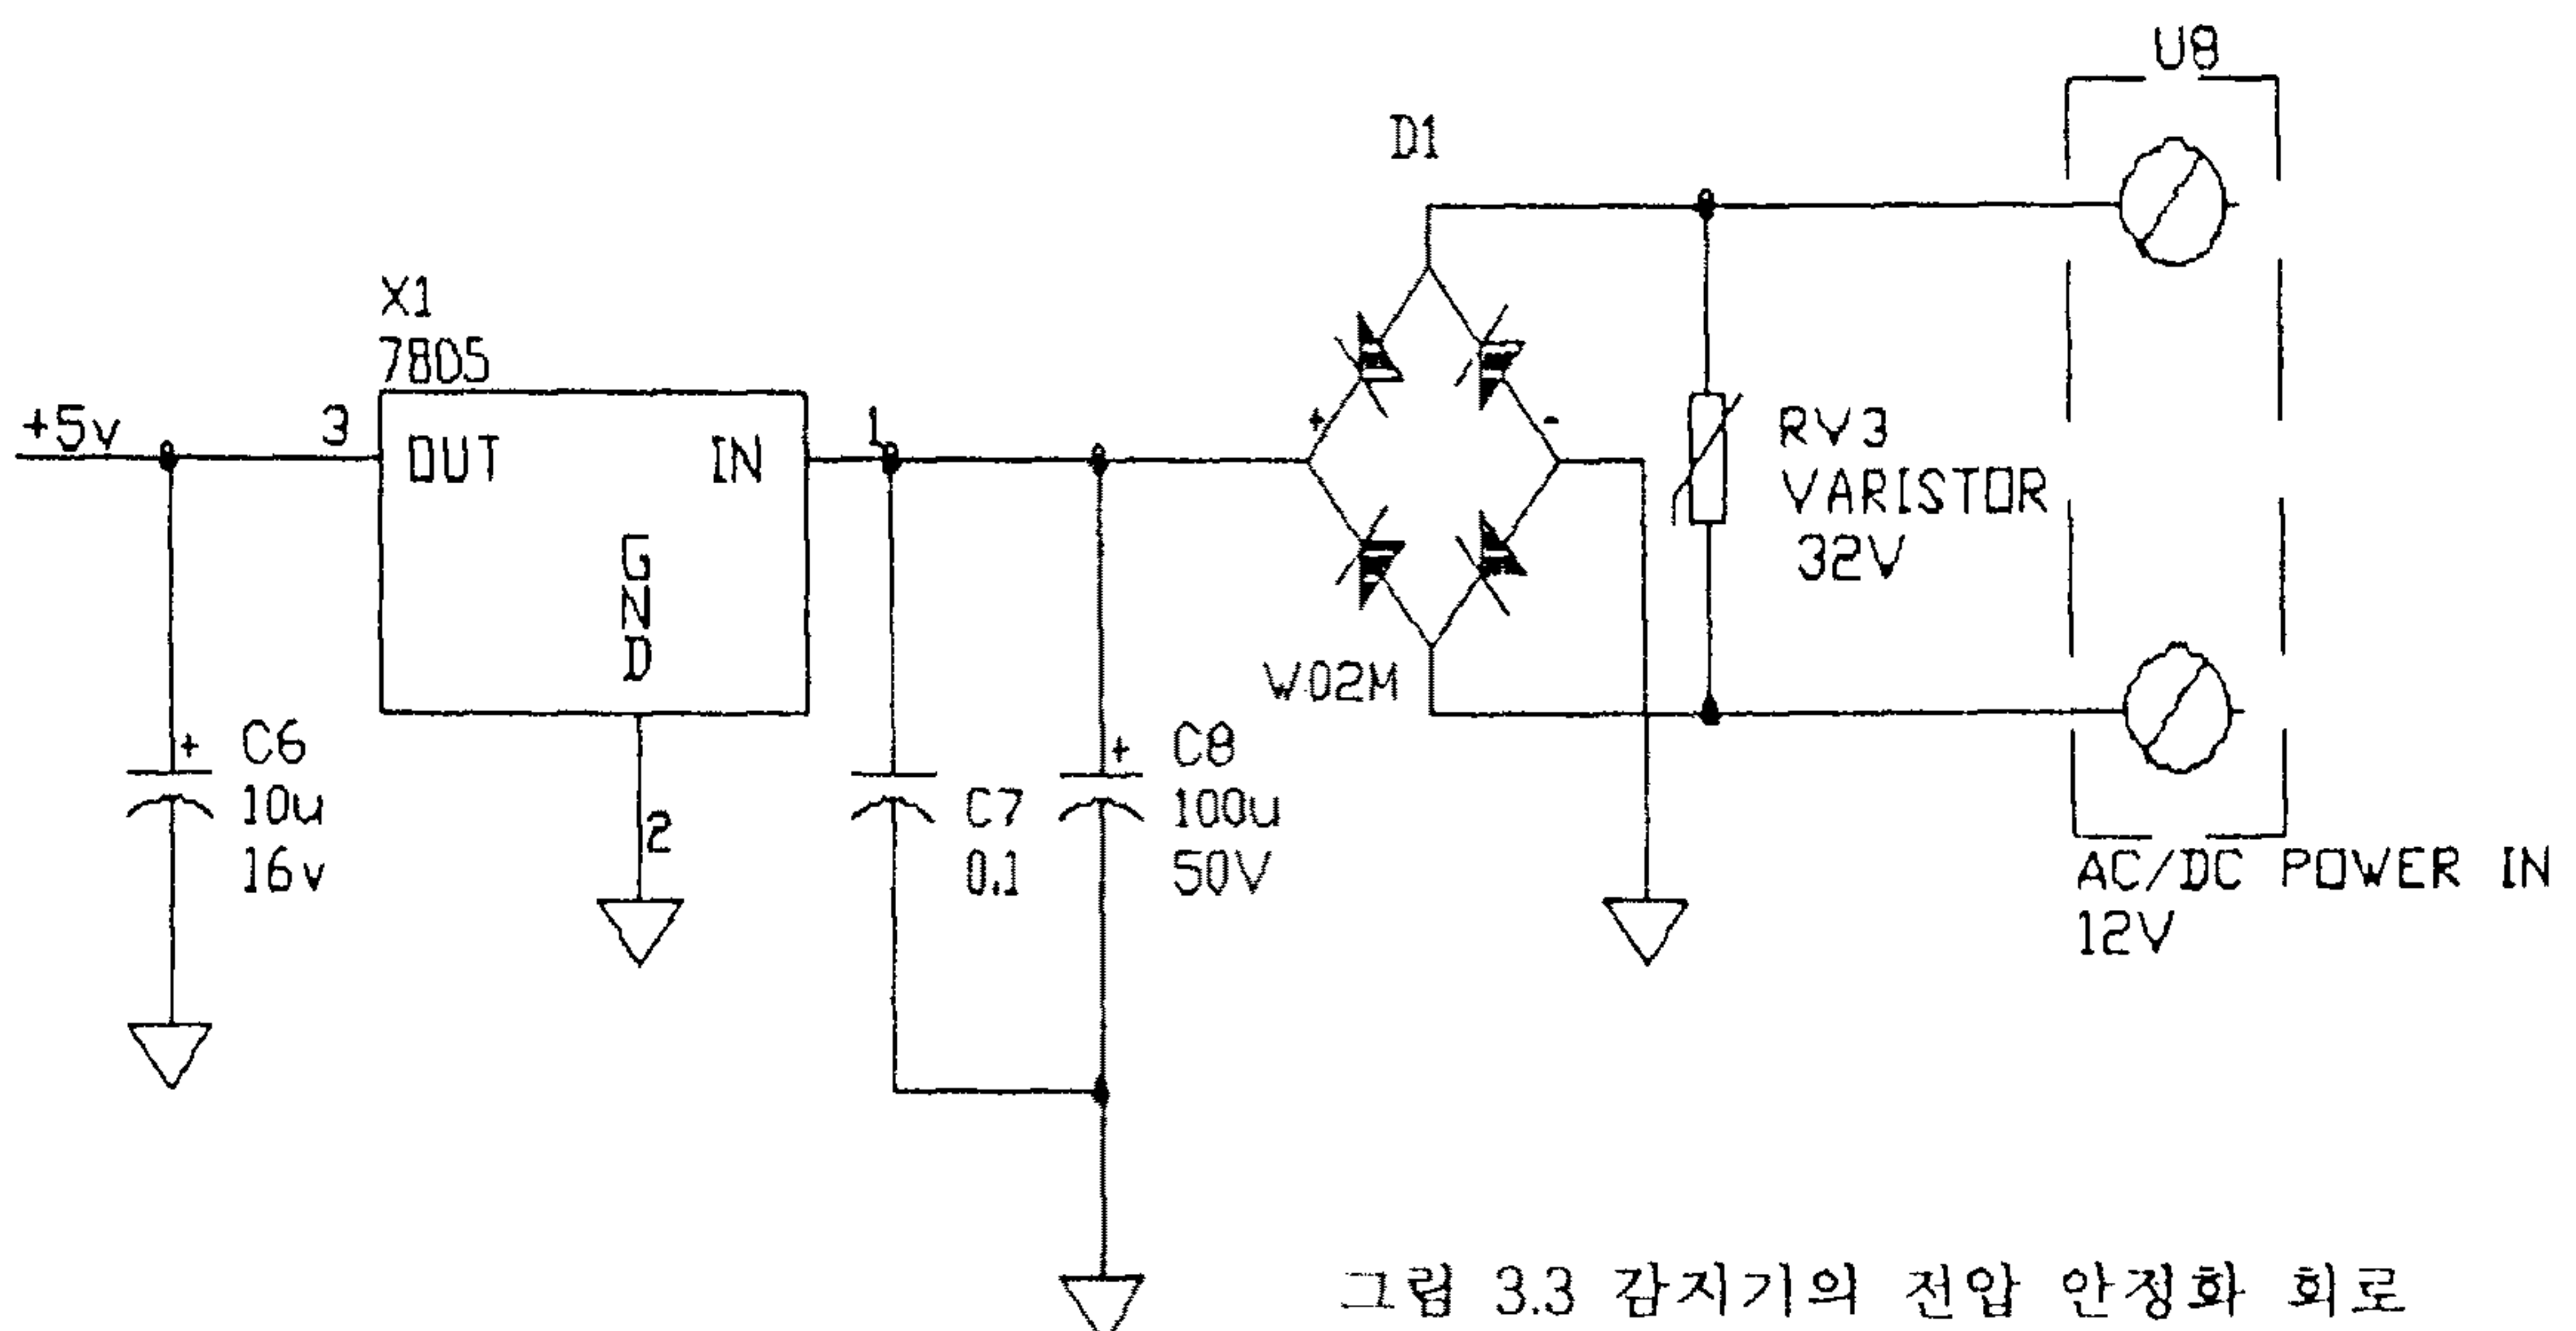 U8
D1
X1
7805
+5v
3
OUT
IN
1
GND
2
+
-
RV3
VARISTOR
32V
W02M
+
C6
10u
16v
C7
0.1
+
C8
100u
50V
AC/DC POWER IN
12V
그림 3.3 감지기의 전압 안정화 회로